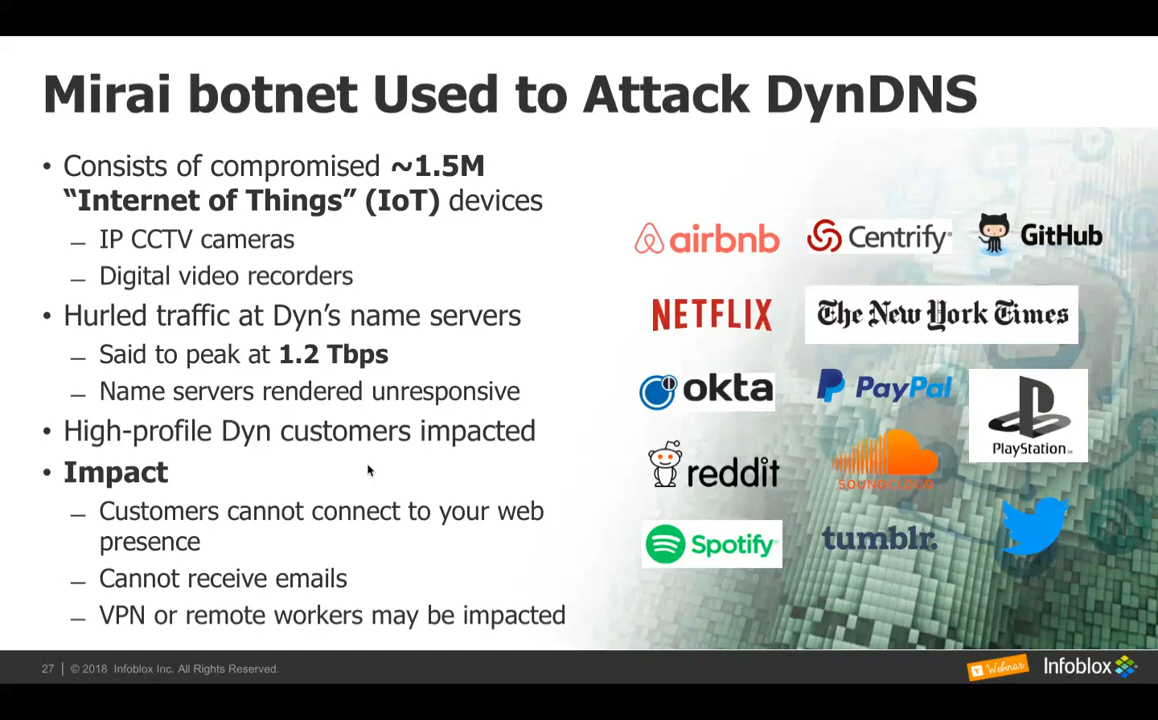 Mirai botnet Used to Attack DynDNS
• Consists of compromised ~1.5M
“Internet of Things” (IoT) devices
– IP CCTV cameras
– Digital video recorders
• Hurled traffic at Dyn’s name servers
– Said to peak at 1.2 Tbps
– Name servers rendered unresponsive
• High-profile Dyn customers impacted
• Impact
– Customers cannot connect to your web
presence
– Cannot receive emails
– VPN or remote workers may be impacted
airbnb Centrify GitHub
NETFLIX The New York Times
okta PayPal PlayStation
reddit SOUNDCLOUD
Spotify tumblr.
27 | © 2018 Infoblox Inc. All Rights Reserved.
Webinar Infoblox